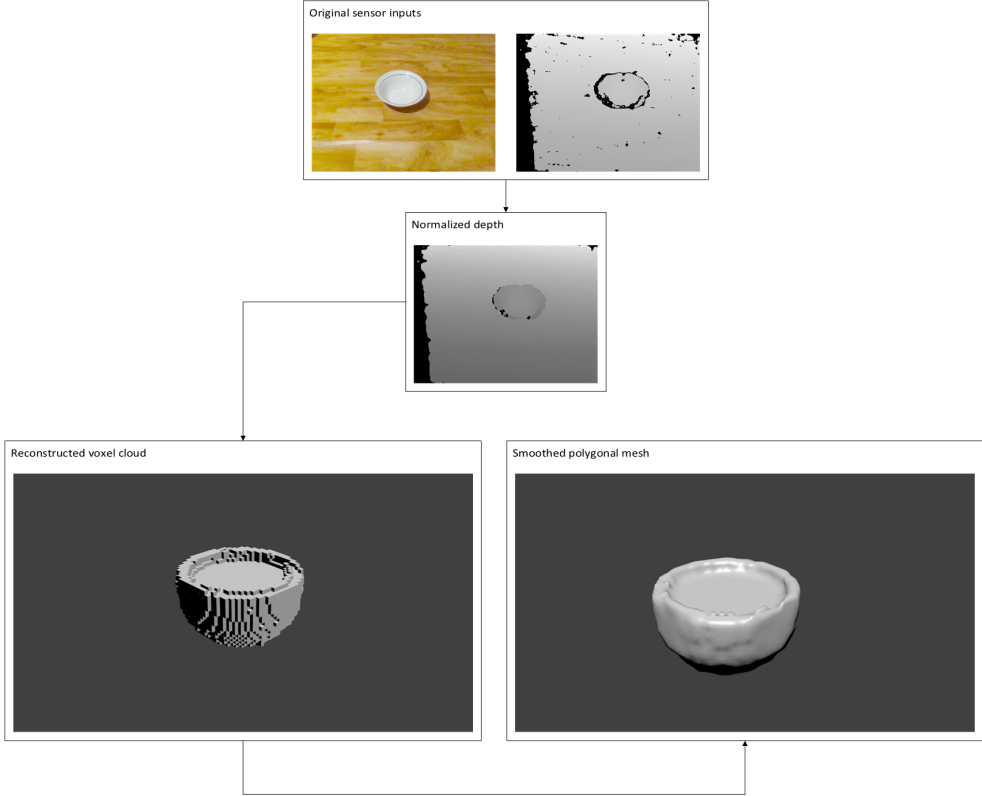 Original sensor inputs
Normalized depth
Reconstructed voxel cloud
Smoothed polygonal mesh